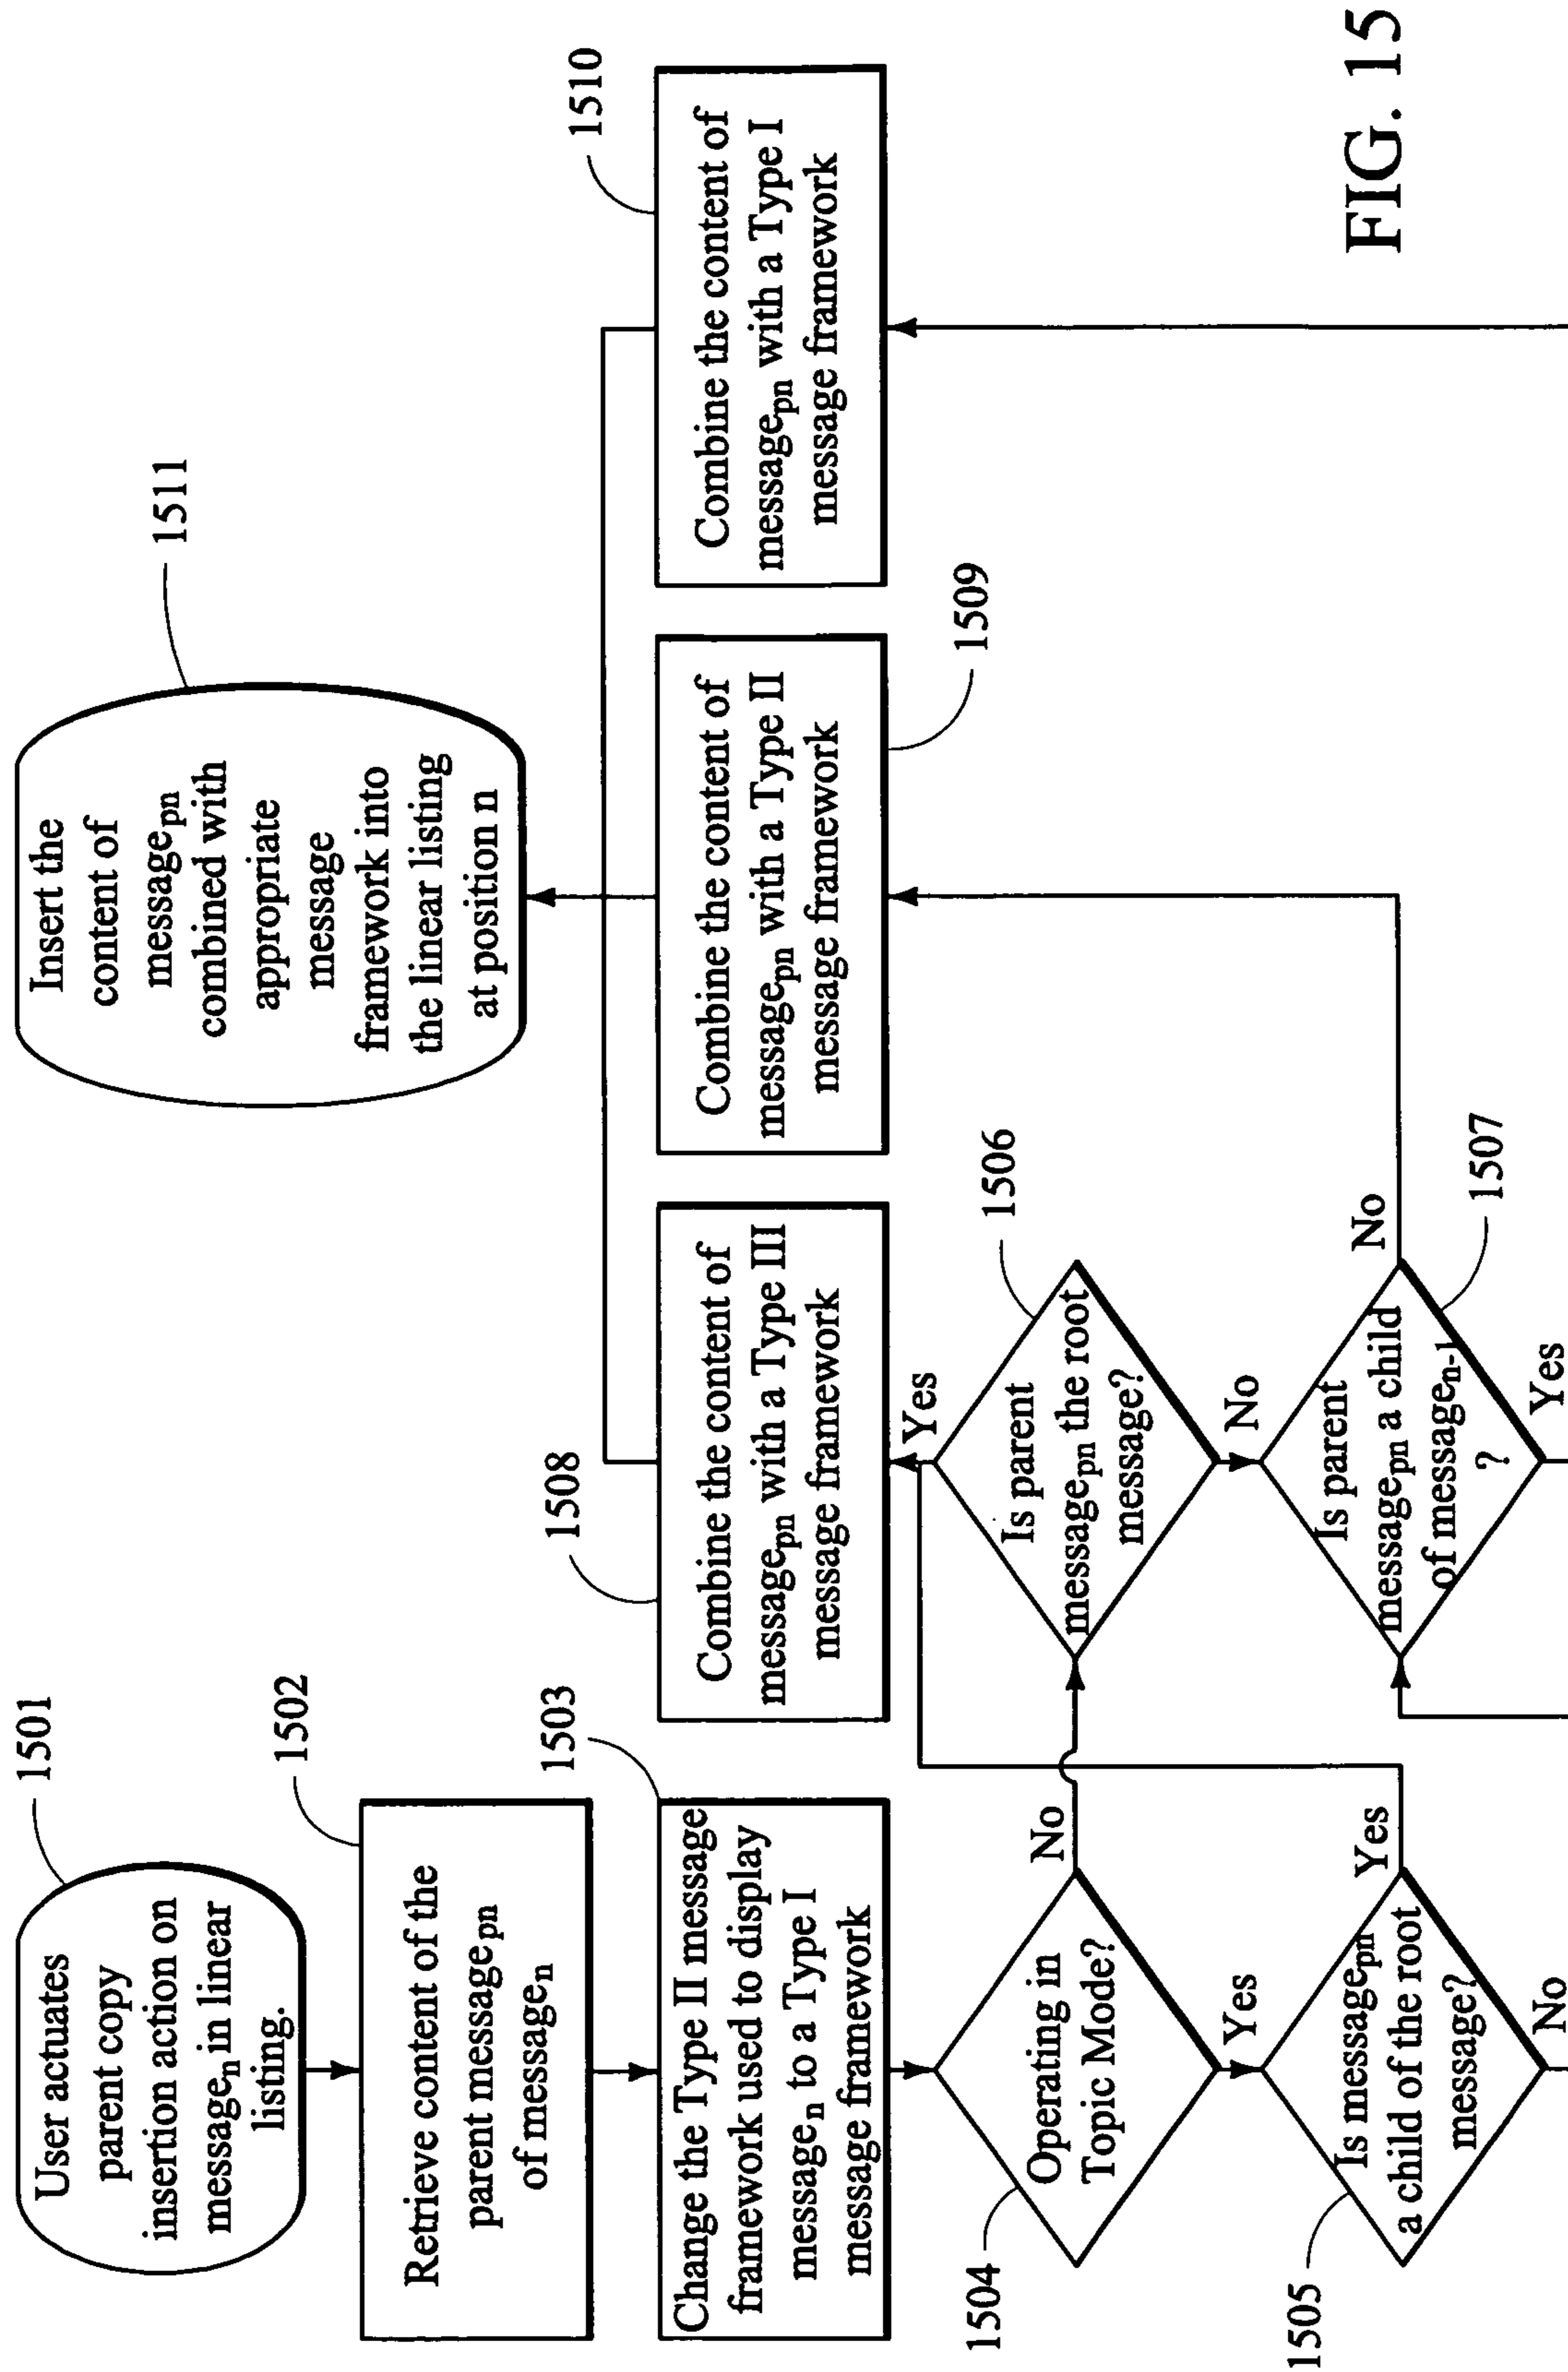 1501
User actuates
parent copy
insertion action on
messagen in linear
listing.
1502
Retrieve content of the
parent messagepn
of messagen
1503
Change the Type II message
framework used to display
messagen to a Type I
message framework
1504
Operating in
Topic Mode?
No
Yes
1505
Is messagepn
a child of the root
message?
Yes
No
1506
Is parent
messagepn the root
message?
Yes
No
1507
Is parent
messagepn a child
of messagen-1
?
No
Yes
1508
Combine the content of
messagepn with a Type III
message framework
1509
Combine the content of
messagepn with a Type II
message framework
1510
Combine the content of
messagepn with a Type I
message framework
1511
Insert the
content of
messagepn
combined with
appropriate
message
framework into
the linear listing
at position n
FIG. 15